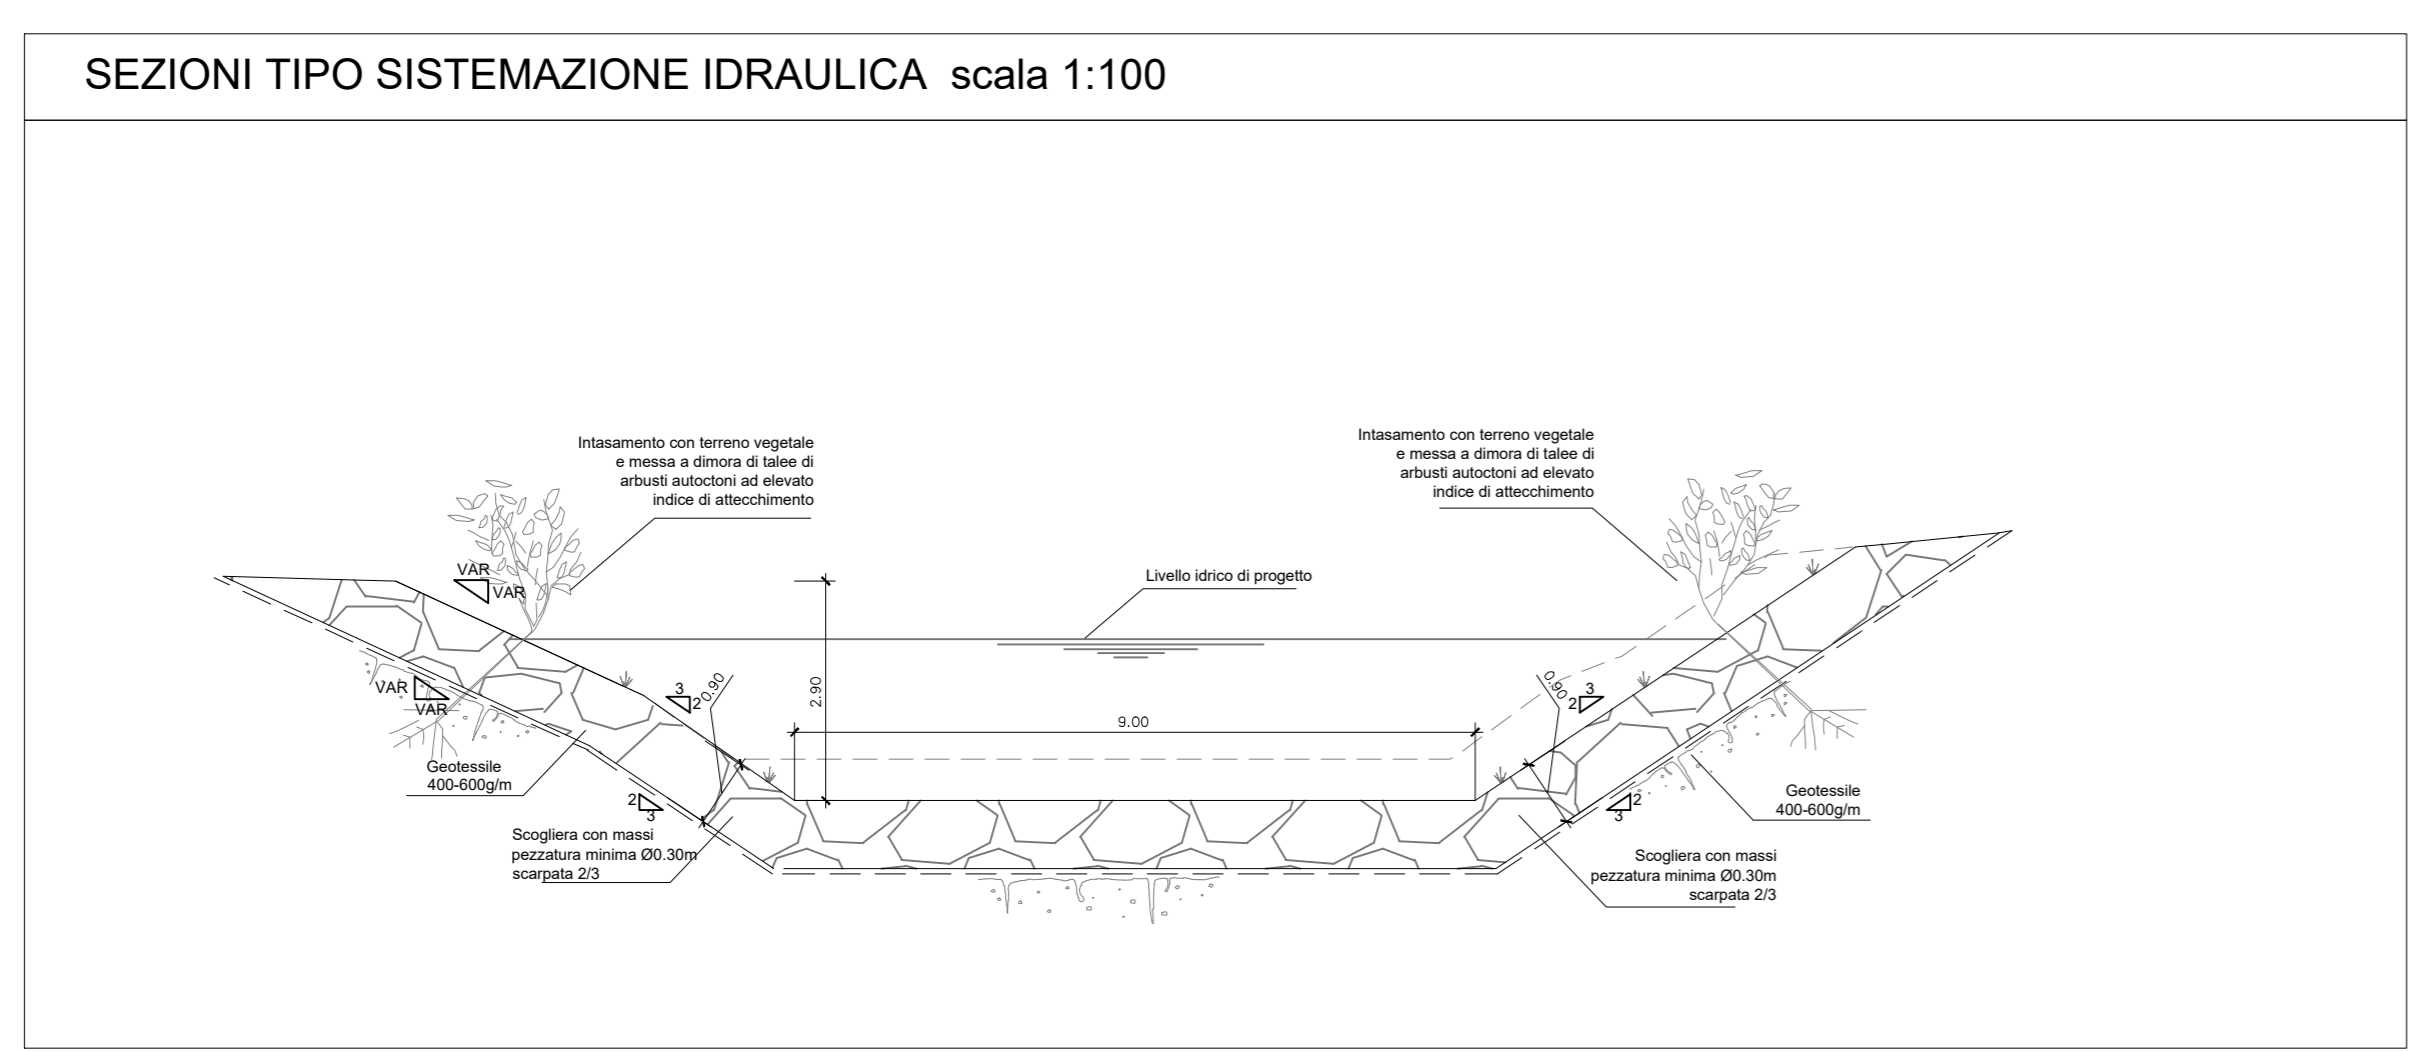 SEZIONI TIPO SISTEMAZIONE IDRAULICA scala 1:100
Intasamento con terreno vegetale
e messa a dimora di talee di
arbusti autoctoni ad elevato
indice di attecchimento
Intasamento con terreno vegetale
e messa a dimora di talee di
arbusti autoctoni ad elevato
indice di attecchimento
VAR
VAR
Livello idrico di progetto
VAR
VAR
3
2
0.90
2.90
9.00
0.90
3
2
Geotessile
400-600g/m
2
3
Scogliera con massi
pezzatura minima Ø0.30m
scarpata 2/3
2
3
Geotessile
400-600g/m
Scogliera con massi
pezzatura minima Ø0.30m
scarpata 2/3